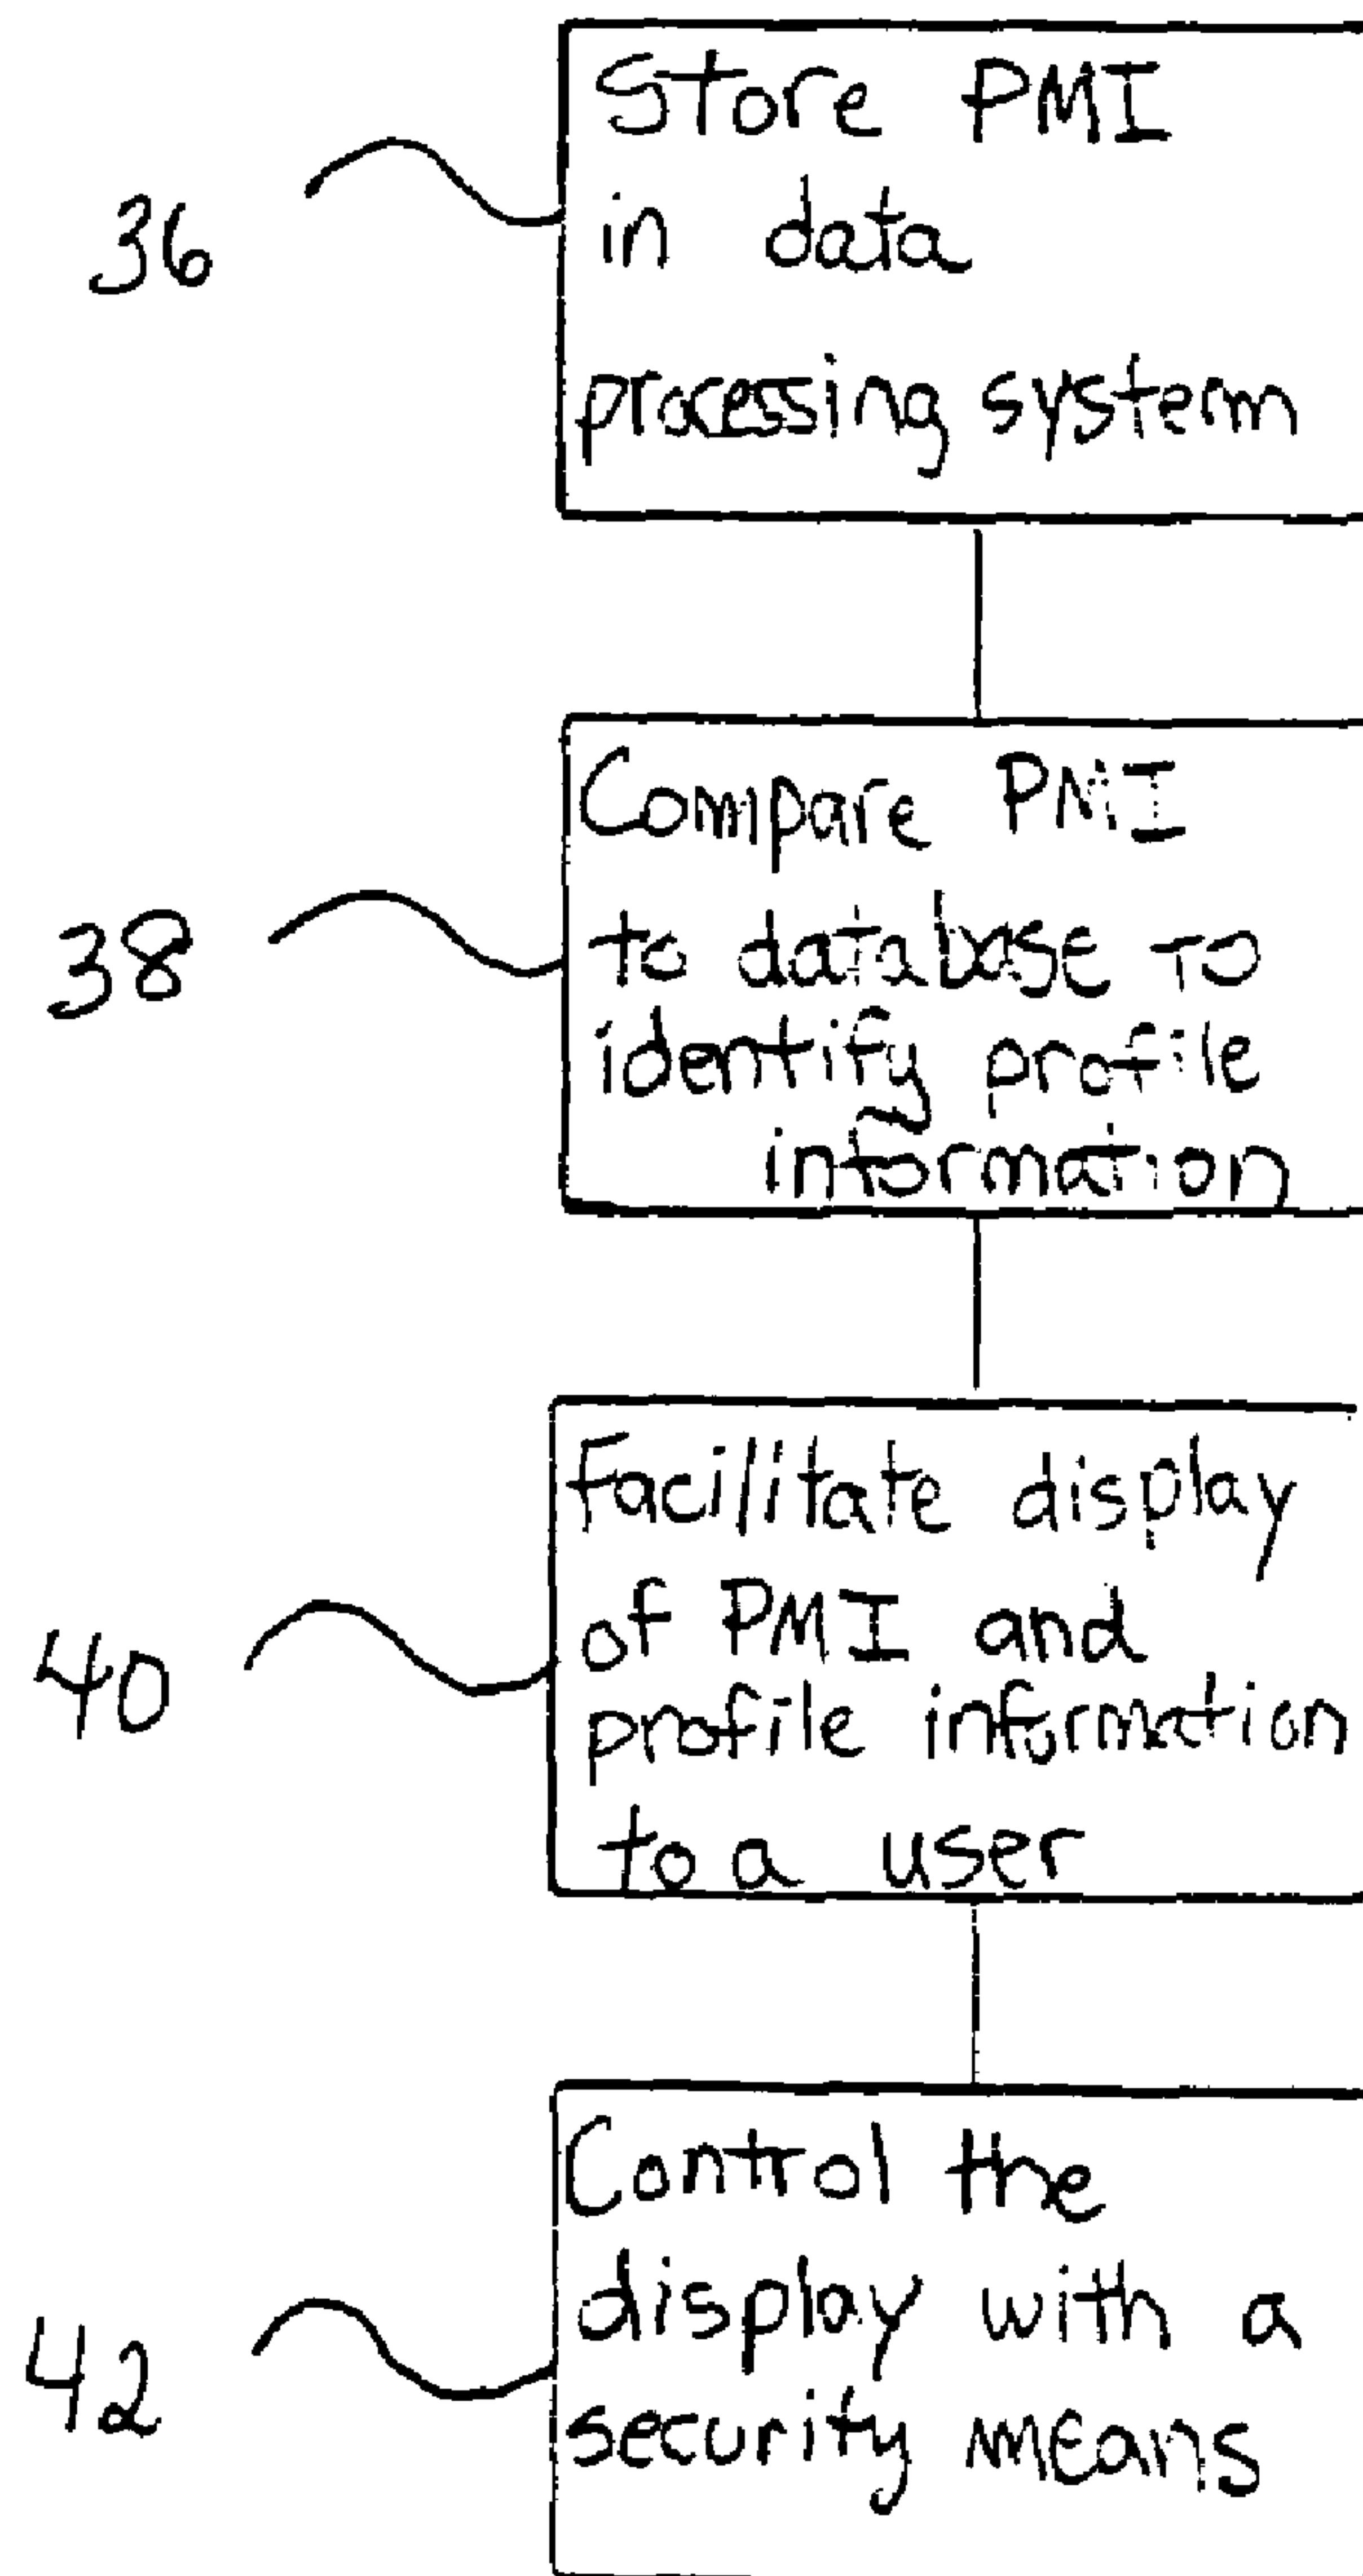 Store PMI
in data
processing system
36
Compare PMI
to database to
identify profile
information
38
Facilitate display
of PMI and
profile information
to a user
40
Control the
display with a
security means
42